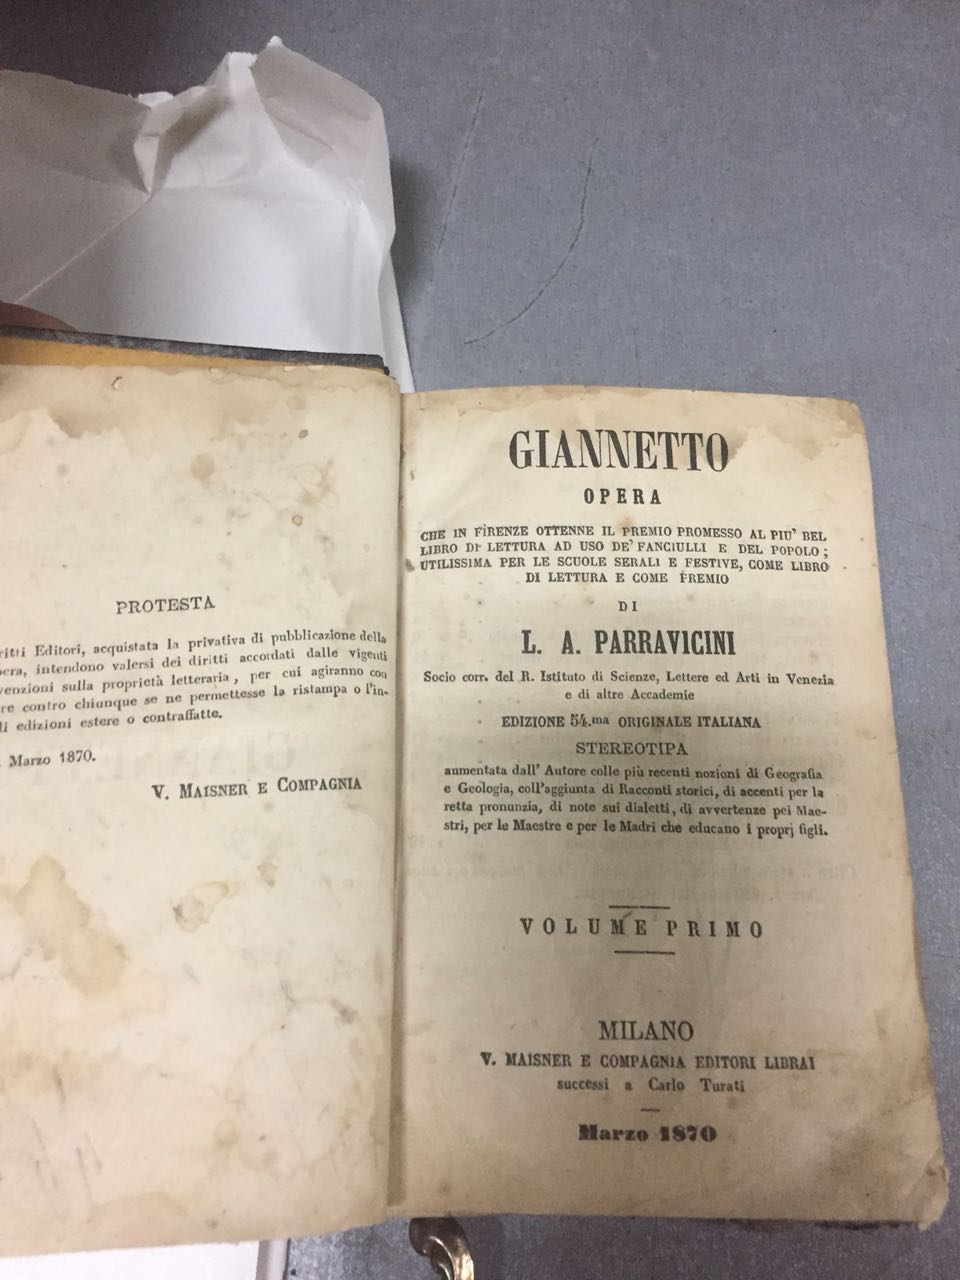 PROTESTA
ritti Editori, acquistata la privativa di pubblicazione della
pera, intendono valersi dei diritti accordati dalle vigenti
venzioni sulla proprietà letteraria, per cui agiranno con
re contro chiunque se ne permettesse la ristampa o l'in-
li edizioni estere o contraffatte.
Marzo 1870.
V. MAISNER E COMPAGNIA
GIANNETTO
OPERA
CHE IN FIRENZE OTTENNE IL PREMIO PROMESSO AL PIU' BEL
LIBRO DI LETTURA AD USO DE' FANCIULLI E DEL POPOLO;
UTILISSIMA PER LE SCUOLE SERALI E FESTIVE, COME LIBRO
DI LETTURA E COME PREMIO
DI
L. A. PARRAVICINI
Socio corr. del R. Istituto di Scienze, Lettere ed Arti in Venezia
e di altre Accademie
EDIZIONE 54.ma ORIGINALE ITALIANA
STEREOTIPA
aumentata dall' Autore colle più recenti nozioni di Geografia
e Geologia, coll'aggiunta di Racconti storici, di accenti per la
retta pronunzia, di note sui dialetti, di avvertenze pei Mae-
stri, per le Maestre e per le Madri che educano i proprj figli.
VOLUME PRIMO
MILANO
V. MAISNER E COMPAGNIA EDITORI LIBRAI
successi a Carlo Turati
Marzo 1870